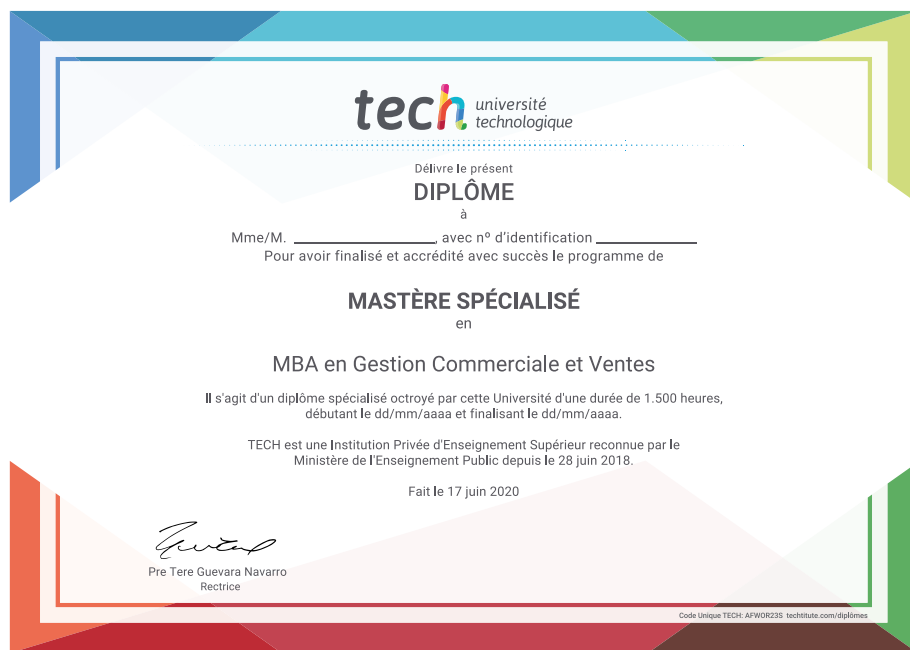 tech université
technologique
Délivre le présent
DIPLÔME
à
Mme/M. ____________________, avec nº d'identification ______________
Pour avoir finalisé et accrédité avec succès le programme de
MASTÈRE SPÉCIALISÉ
en
MBA en Gestion Commerciale et Ventes
Il s'agit d'un diplôme spécialisé octroyé par cette Université d'une durée de 1.500 heures,
débutant le dd/mm/aaaa et finalisant le dd/mm/aaaa.
TECH est une Institution Privée d'Enseignement Supérieur reconnue par le
Ministère de l'Enseignement Public depuis le 28 juin 2018.
Fait le 17 juin 2020
Pre Tere Guevara Navarro
Rectrice
Code Unique TECH: AFWOR23S techtitute.com/diplômes